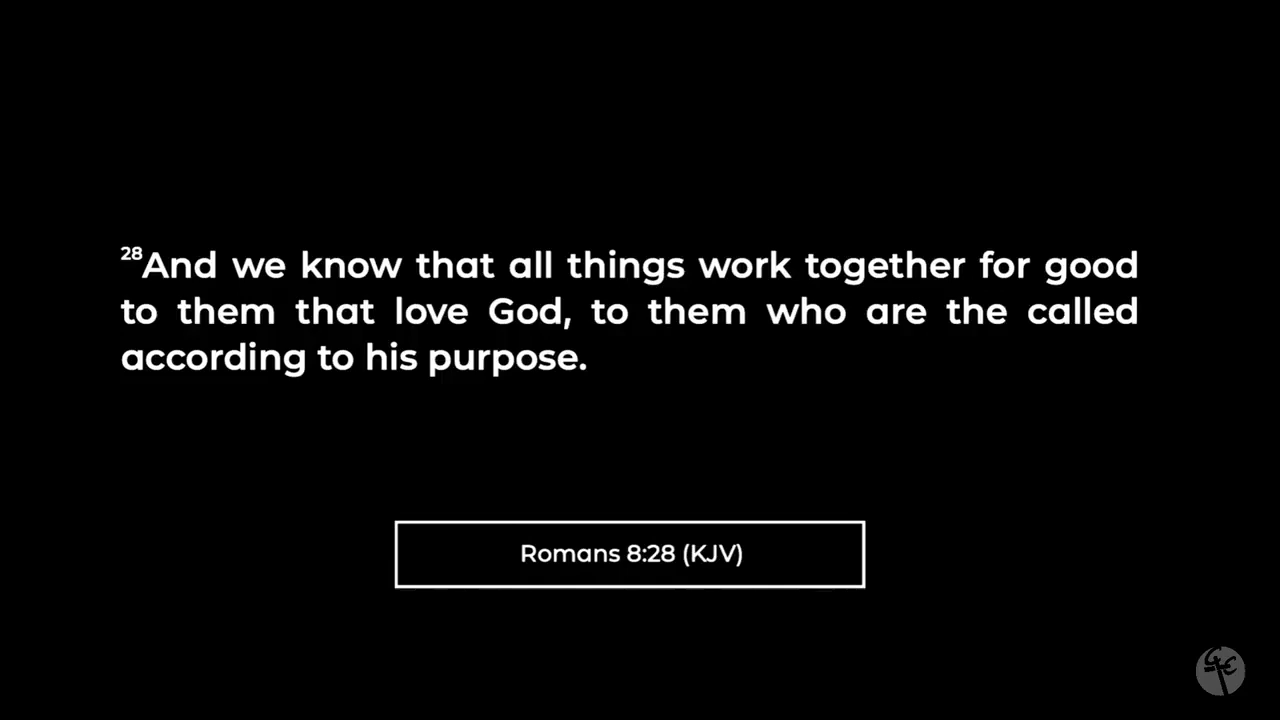 28And we know that all things work together for good
to them that love God, to them who are the called
according to his purpose.
Romans 8:28 (KJV)